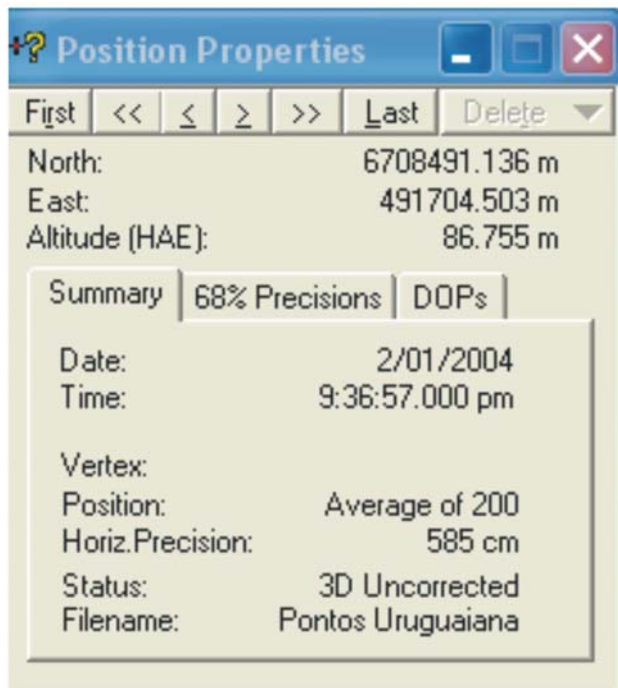 Position Properties
First << < > >> Last Delete
North: 6708491.136 m
East: 491704.503 m
Altitude (HAE): 86.755 m
Summary 68% Precisions DOPs
Date: 2/01/2004
Time: 9:36:57.000 pm
Vertex:
Position: Average of 200
Horiz.Precision: 585 cm
Status: 3D Uncorrected
Filename: Pontos Uruguaiana